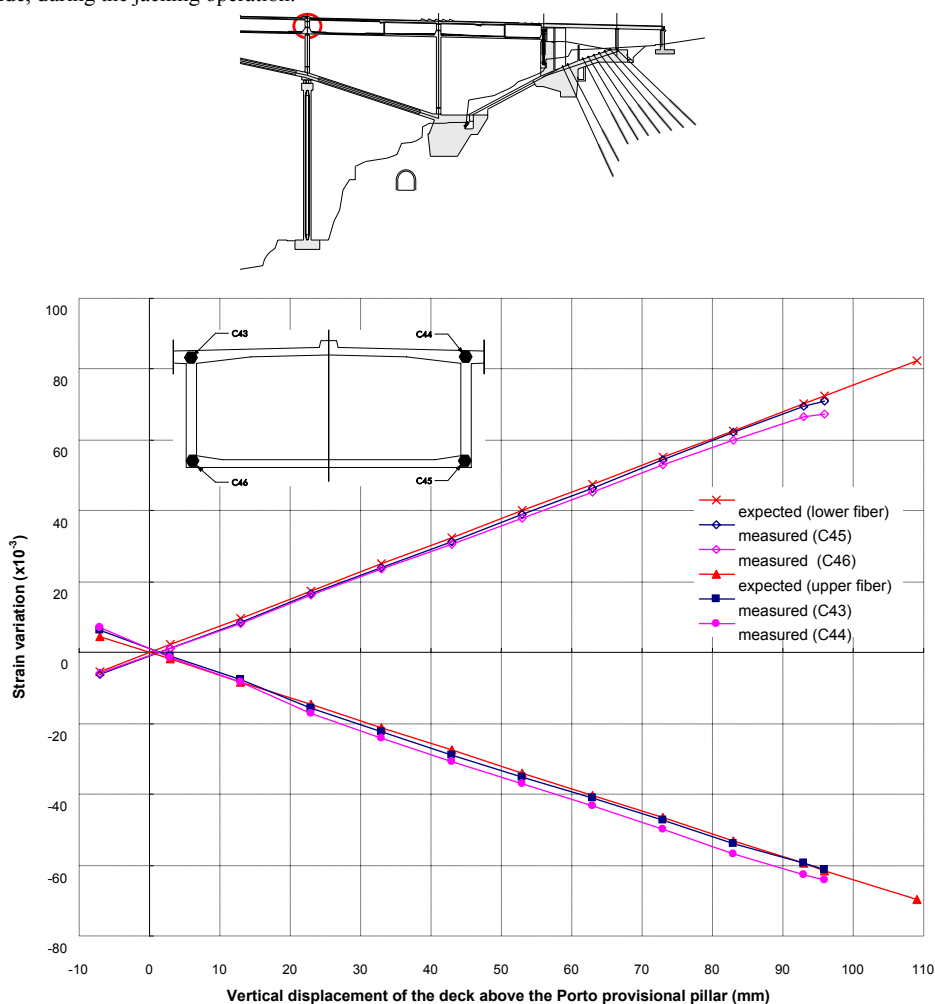 ide, during the jacking operation.
C43
C44
C46
C45
expected (lower fiber)
measured (C45)
measured (C46)
expected (upper fiber)
measured (C43)
measured (C44)
100
80
60
40
20
0
-20
-40
-60
-80
Strain variation (x10⁻³)
-10 0 10 20 30 40 50 60 70 80 90 100 110
Vertical displacement of the deck above the Porto provisional pillar (mm)